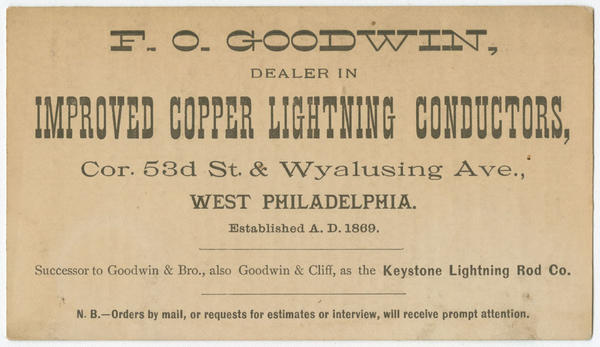 F. O. GOODWIN,
DEALER IN
IMPROVED COPPER LIGHTNING CONDUCTORS,
Cor. 53d St. & Wyalusing Ave.,
WEST PHILADELPHIA.
Established A. D. 1869.
Successor to Goodwin & Bro., also Goodwin & Cliff, as the Keystone Lightning Rod Co.
N. B.—Orders by mail, or requests for estimates or interview, will receive prompt attention.